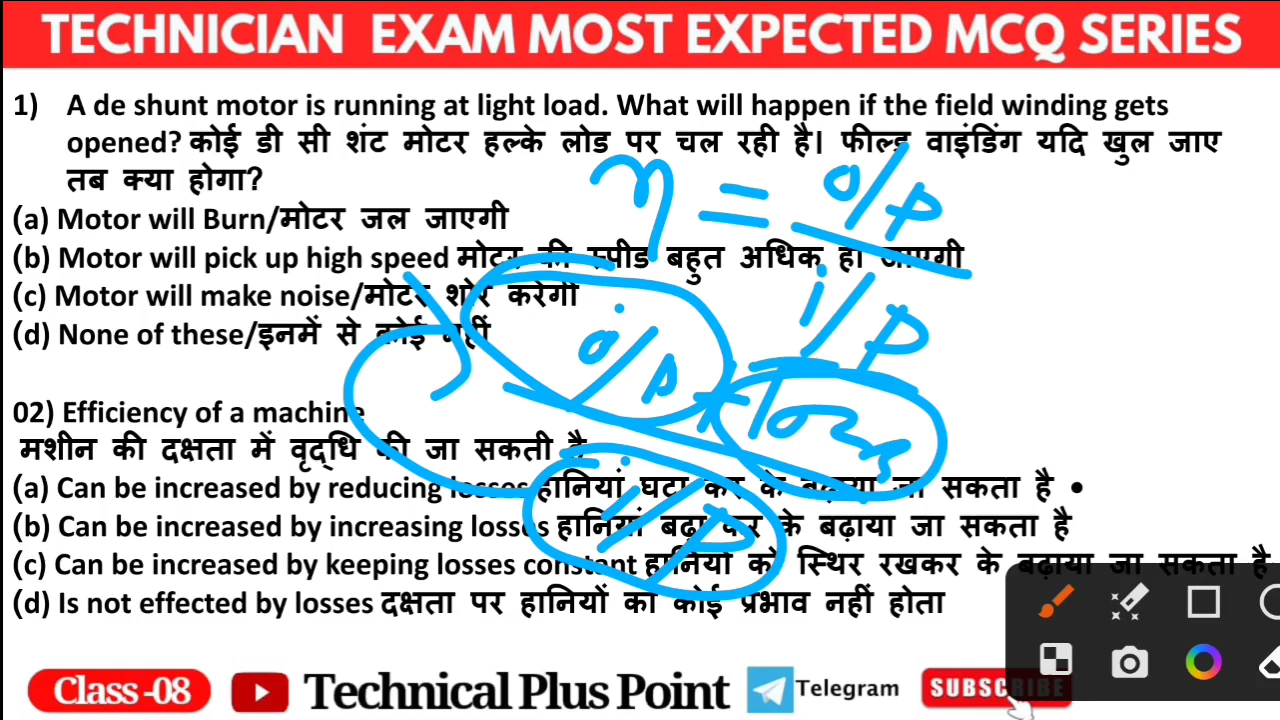 TECHNICIAN EXAM MOST EXPECTED MCQ SERIES
1) A de shunt motor is running at light load. What will happen if the field winding gets
opened? कोई डी सी शंट मोटर हल्के लोड पर चल रही है। फील्ड वाइंडिंग यदि खुल जाए
तब क्या होगा?
(a) Motor will Burn/मोटर जल जाएगी
(b) Motor will pick up high speed मोटर की स्पीड बहुत अधिक हो जाएगी
(c) Motor will make noise/मोटर शोर करेगी
(d) None of these/इनमें से कोई नहीं
η = o/p
i/p
o/p + loss
i/p
02) Efficiency of a machine
मशीन की दक्षता में वृद्धि की जा सकती है
(a) Can be increased by reducing losses हानियां घटा कर के बढ़ाया जा सकता है •
(b) Can be increased by increasing losses हानियां बढ़ा कर के बढ़ाया जा सकता है
(c) Can be increased by keeping losses constant हानियों को स्थिर रखकर के बढ़ाया जा सकता है
(d) Is not effected by losses दक्षता पर हानियों का कोई प्रभाव नहीं होता
Class -08 Technical Plus Point Telegram SUBSCRIBE